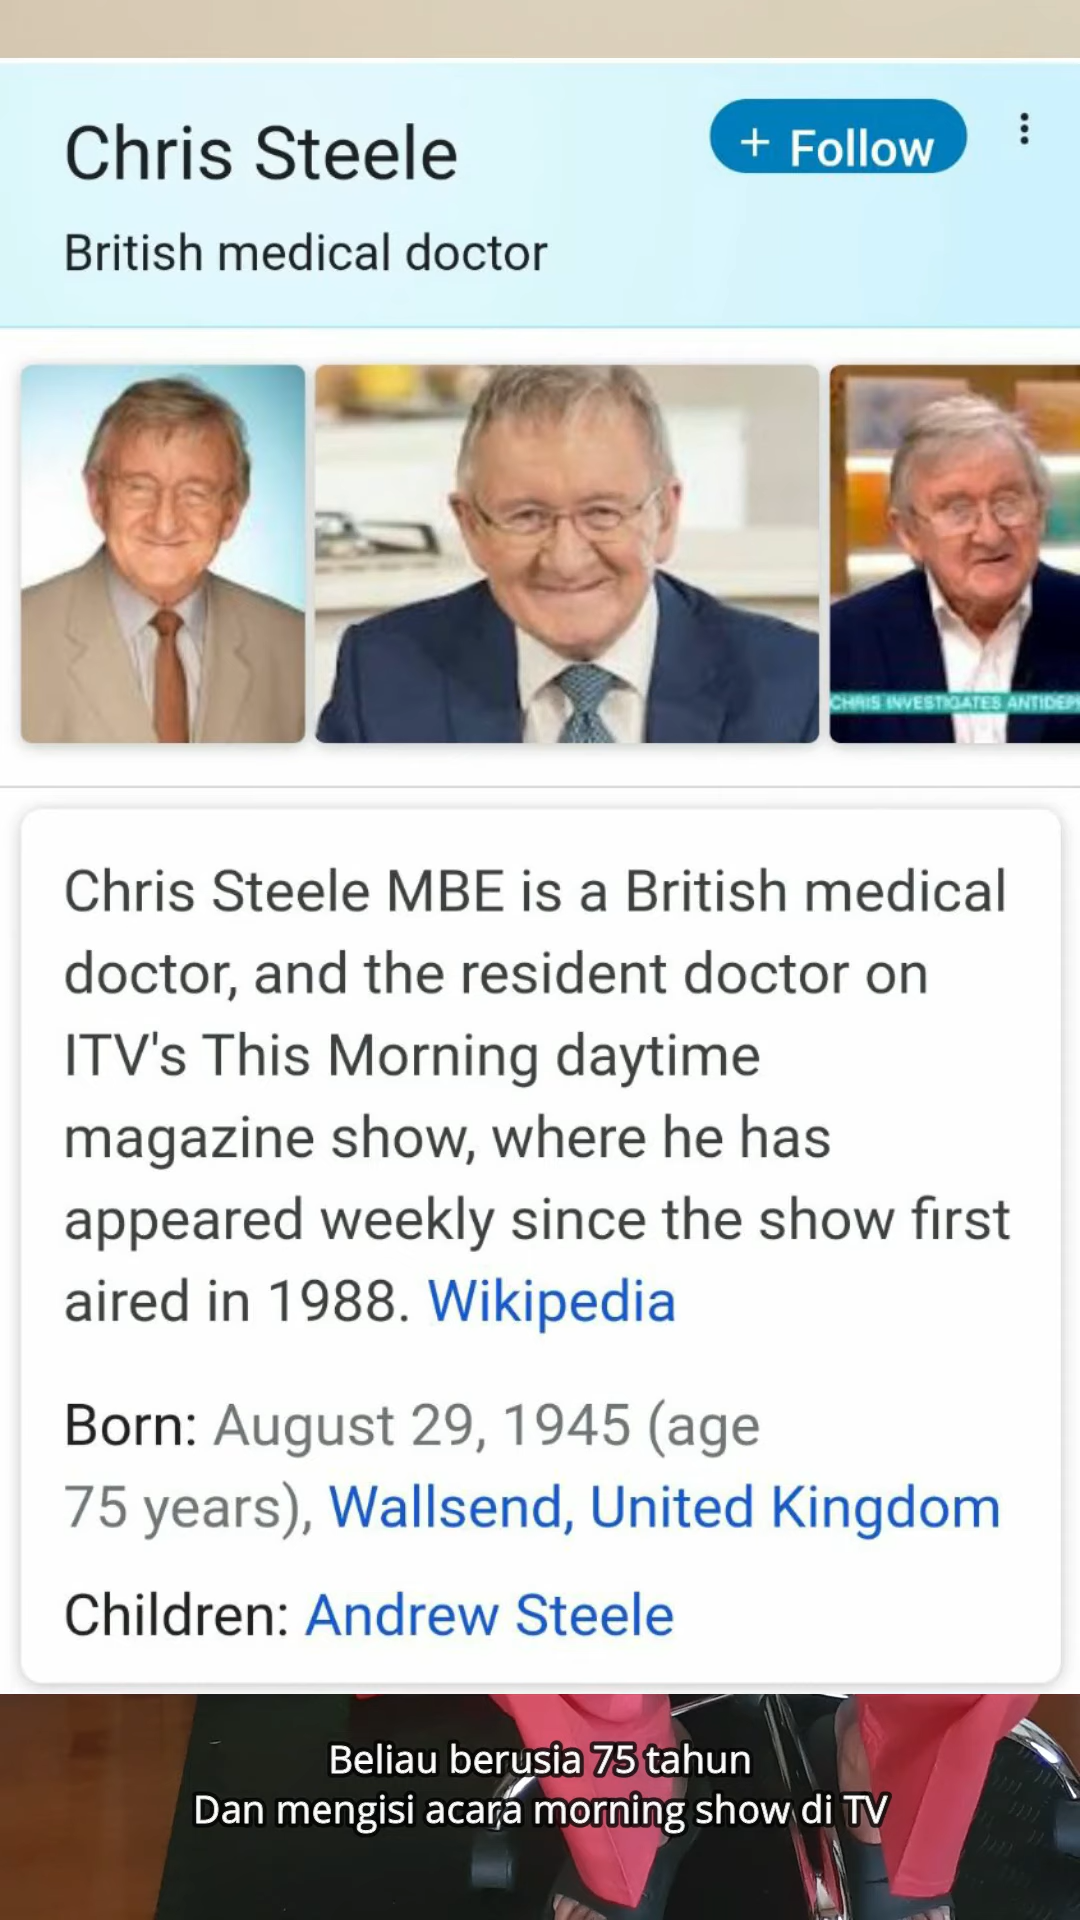 Chris Steele
+ Follow
British medical doctor
CHRIS INVESTIGATES
Chris Steele MBE is a British medical
doctor, and the resident doctor on
ITV's This Morning daytime
magazine show, where he has
appeared weekly since the show first
aired in 1988. Wikipedia
Born: August 29, 1945 (age
75 years), Wallsend, United Kingdom
Children: Andrew Steele
Beliau berusia 75 tahun
Dan mengisi acara morning show di TV